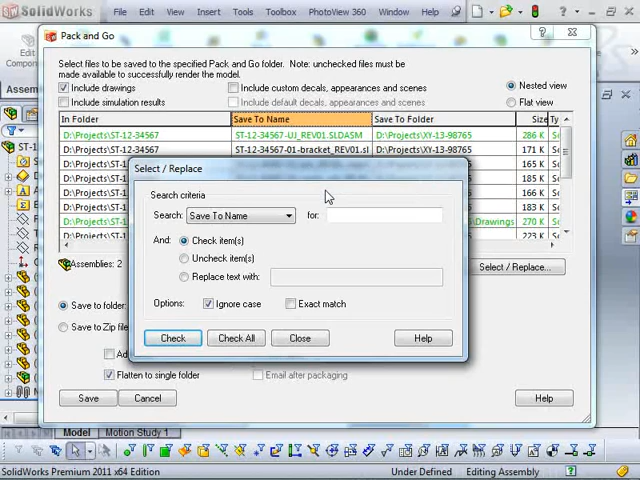 SolidWorks File Edit View Insert Tools Toolbox PhotoView 360 Window Help
Pack and Go
Select files to be saved to the specified Pack and Go folder. Note: unchecked files must be
made available to successfully render the model.
Include drawings Include custom decals, appearances and scenes Nested view
Include simulation results Include default decals, appearances and scenes Flat view
In Folder Save To Name Save To Folder Size
D:\Projects\ST-12-34567 ST-12-34567-UJ_REV01.SLDASM D:\Projects\XY-13-98765 286 K
D:\Projects\ST-12-34567 ST-12-34567-01-bracket_REV01.sl D:\Projects\XY-13-98765 165 K
Select / Replace
171 K
Search criteria
Search: Save To Name for:
Drawings 270 K
And: Check item(s)
Uncheck item(s)
Assemblies: 2 Select / Replace...
Replace text with:
Save to folder: Options: Ignore case Exact match
Save to Zip file
Check Check All Close Help
Flatten to single folder Email after packaging
Save Cancel Help
Model Motion Study 1
SolidWorks Premium 2011 x64 Edition Under Defined Editing Assembly